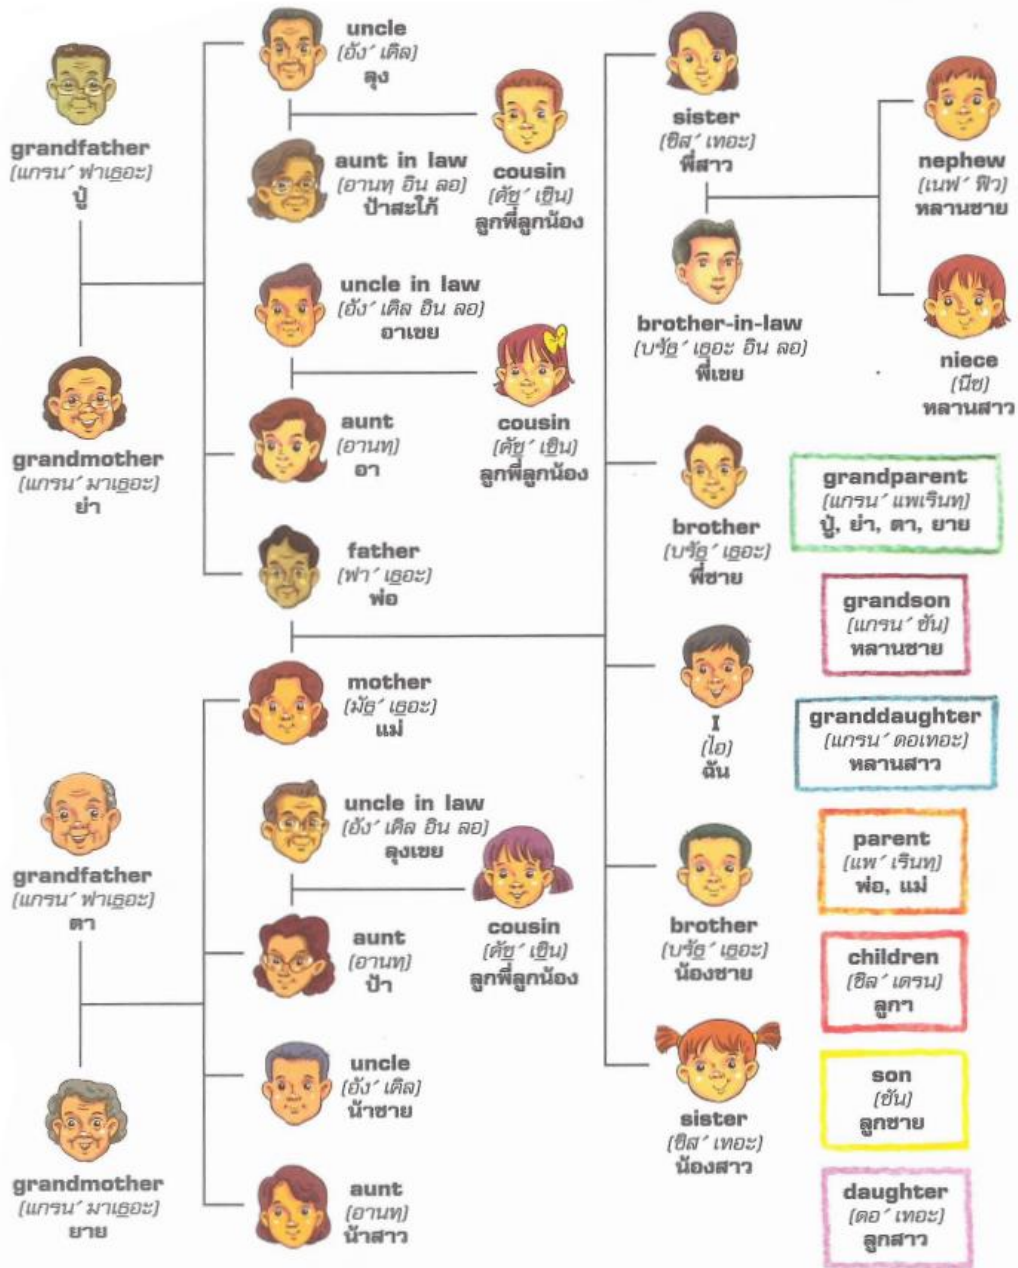 grandfather
(แกรน´ ฟาเธอะ)
ปู่
grandmother
(แกรน´ มาเธอะ)
ย่า
grandfather
(แกรน´ ฟาเธอะ)
ตา
grandmother
(แกรน´ มาเธอะ)
ยาย
uncle
(อัง´ เคิล)
ลุง
aunt in law
(อานทฺ อิน ลอ)
ป้าสะใภ้
cousin
(คัซ´ เซิน)
ลูกพี่ลูกน้อง
uncle in law
(อัง´ เคิล อิน ลอ)
อาเขย
aunt
(อานทฺ)
อา
cousin
(คัซ´ เซิน)
ลูกพี่ลูกน้อง
father
(ฟา´ เธอะ)
พ่อ
mother
(มัธ´ เธอะ)
แม่
uncle in law
(อัง´ เคิล อิน ลอ)
ลุงเขย
aunt
(อานทฺ)
ป้า
cousin
(คัซ´ เซิน)
ลูกพี่ลูกน้อง
uncle
(อัง´ เคิล)
น้าชาย
aunt
(อานทฺ)
น้าสาว
sister
(ซิส´ เทอะ)
พี่สาว
brother-in-law
(บรัธ´ เธอะ อิน ลอ)
พี่เขย
nephew
(เนฟ´ ฟิว)
หลานชาย
niece
(นีซ)
หลานสาว
brother
(บรัธ´ เธอะ)
พี่ชาย
I
(ไอ)
ฉัน
brother
(บรัธ´ เธอะ)
น้องชาย
sister
(ซิส´ เทอะ)
น้องสาว
grandparent
(แกรน´ แพเรินทฺ)
ปู่, ย่า, ตา, ยาย
grandson
(แกรน´ ซัน)
หลานชาย
granddaughter
(แกรน´ ดอเทอะ)
หลานสาว
parent
(แพ´ เรินทฺ)
พ่อ, แม่
children
(ชิล´ เดรน)
ลูกๆ
son
(ซัน)
ลูกชาย
daughter
(ดอ´ เทอะ)
ลูกสาว